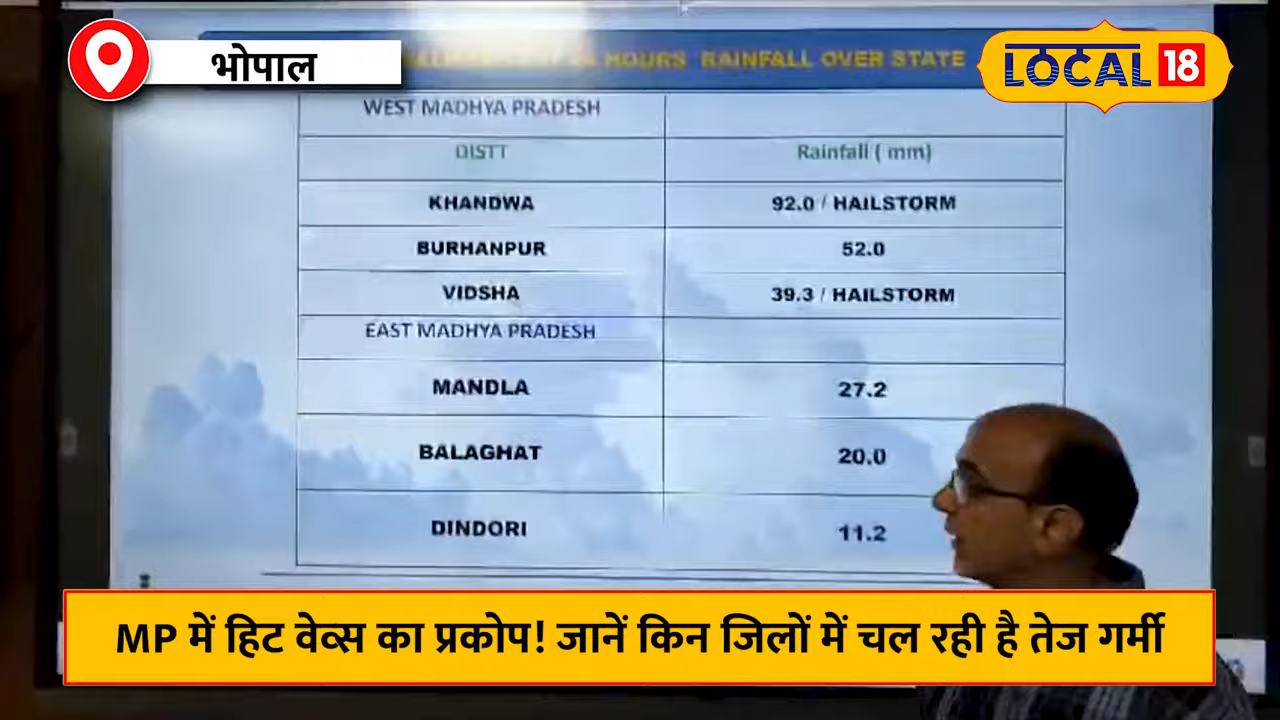 भोपाल
HOURS RAINFALL OVER STATE
LOCAL 18
WEST MADHYA PRADESH
DISTT Rainfall ( mm)
KHANDWA 92.0 / HAILSTORM
BURHANPUR 52.0
VIDSHA 39.3 / HAILSTORM
EAST MADHYA PRADESH
MANDLA 27.2
BALAGHAT 20.0
DINDORI 11.2
MP में हिट वेव्स का प्रकोप! जानें किन जिलों में चल रही है तेज गर्मी